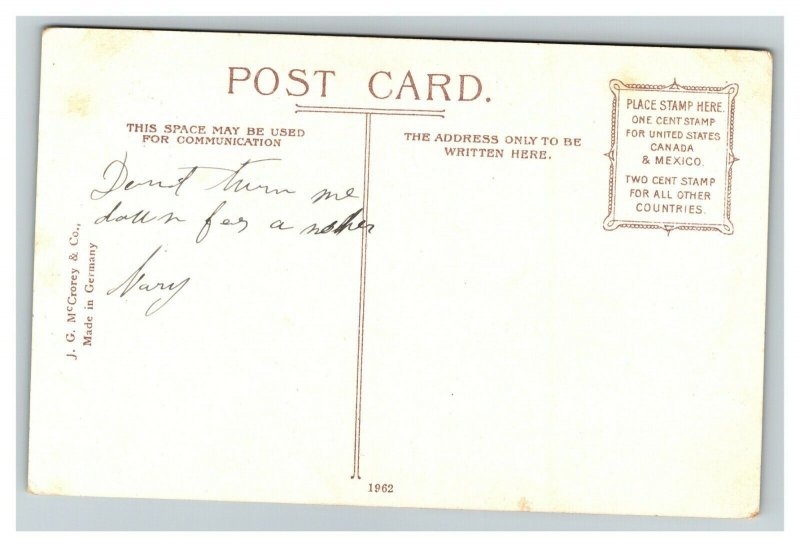 POST CARD.
THIS SPACE MAY BE USED
FOR COMMUNICATION
THE ADDRESS ONLY TO BE
WRITTEN HERE.
PLACE STAMP HERE.
ONE CENT STAMP
FOR UNITED STATES
CANADA
& MEXICO.
TWO CENT STAMP
FOR ALL OTHER
COUNTRIES.
Dont turn me
down for a
J. G. McCrorey & Co.,
Made in Germany
1962